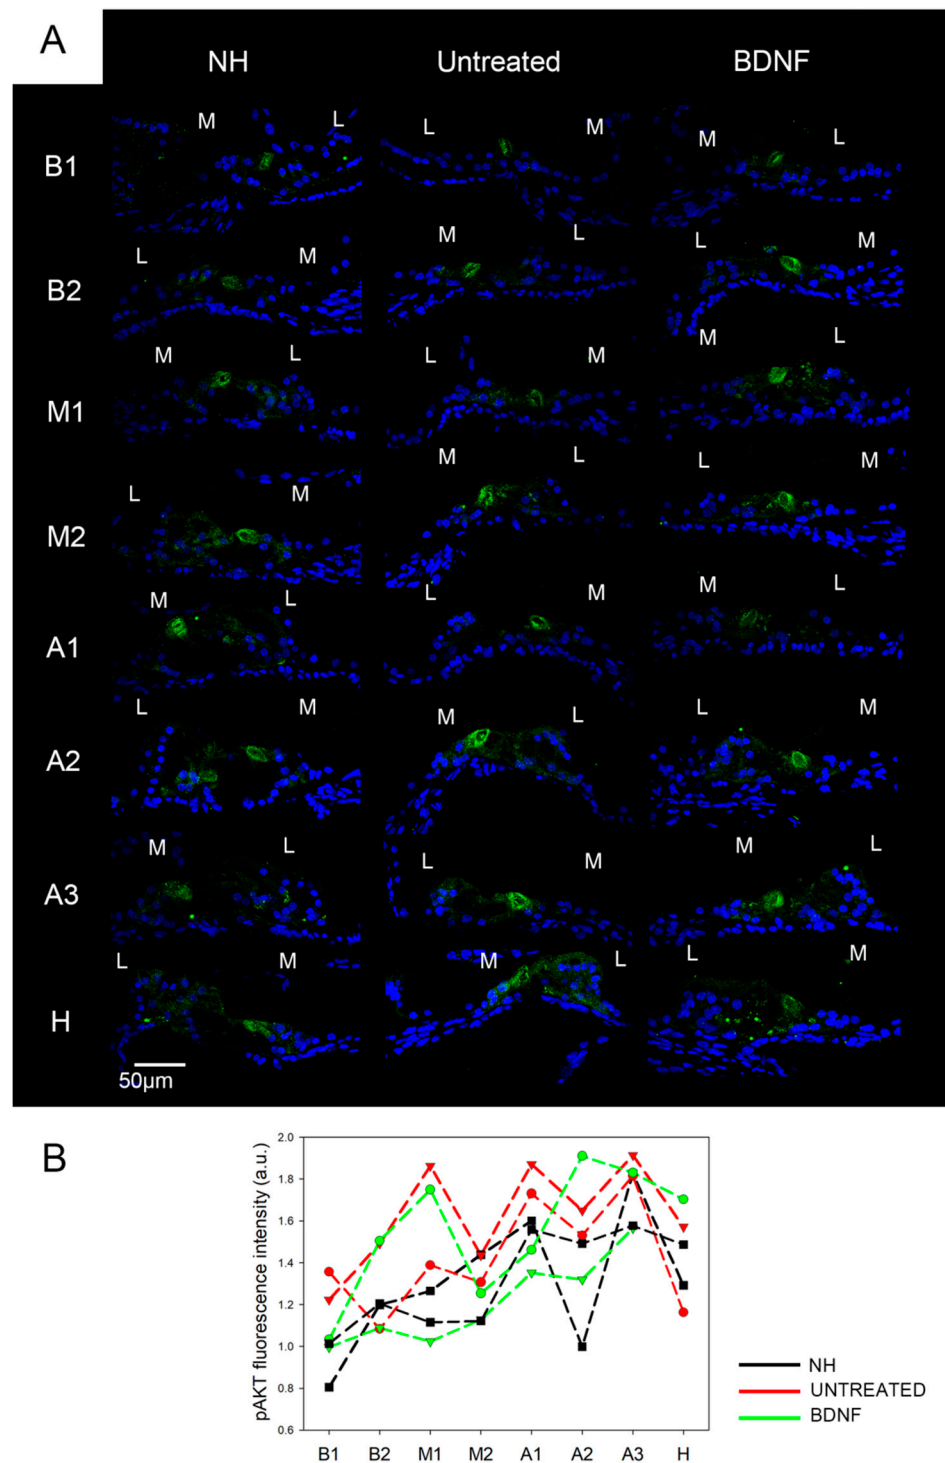 A
NH Untreated BDNF
M L L M M L
B1
L M M L L M
B2
M L L M M L
M1
L M M L L M
M2
M L L M M L
A1
L M M L L M
A2
M L L M M L
A3
L M M L L M
H
50µm
B
pAKT fluorescence intensity (a.u.)
2.0
1.8
1.6
1.4
1.2
1.0
0.8
0.6
B1 B2 M1 M2 A1 A2 A3 H
NH
UNTREATED
BDNF